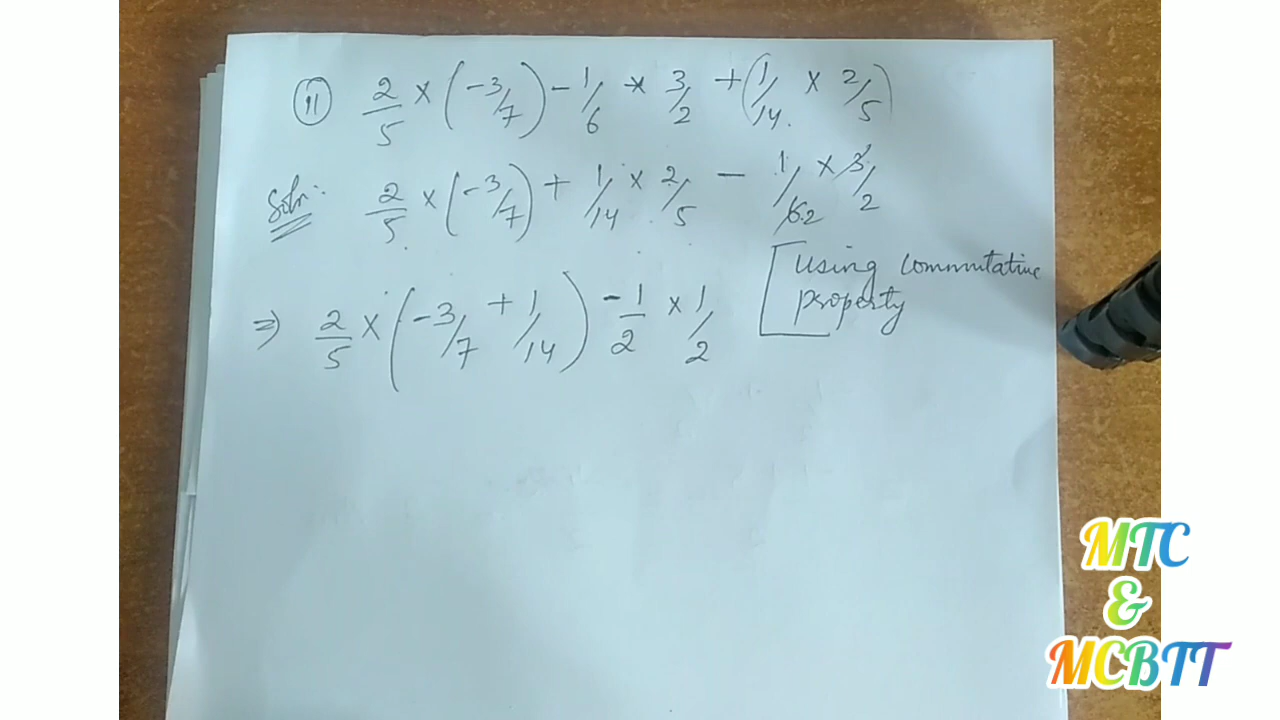 (ii) 2/5 × (-3/7) - 1/6 × 3/2 + (1/14 × 2/5)
Soln:- 2/5 × (-3/7) + 1/14 × 2/5 - 1/6 2 × 3/2
[Using commutative
property
⇒ 2/5 × (-3/7 + 1/14) - 1/2 × 1/2
MTC
&
MCBTT